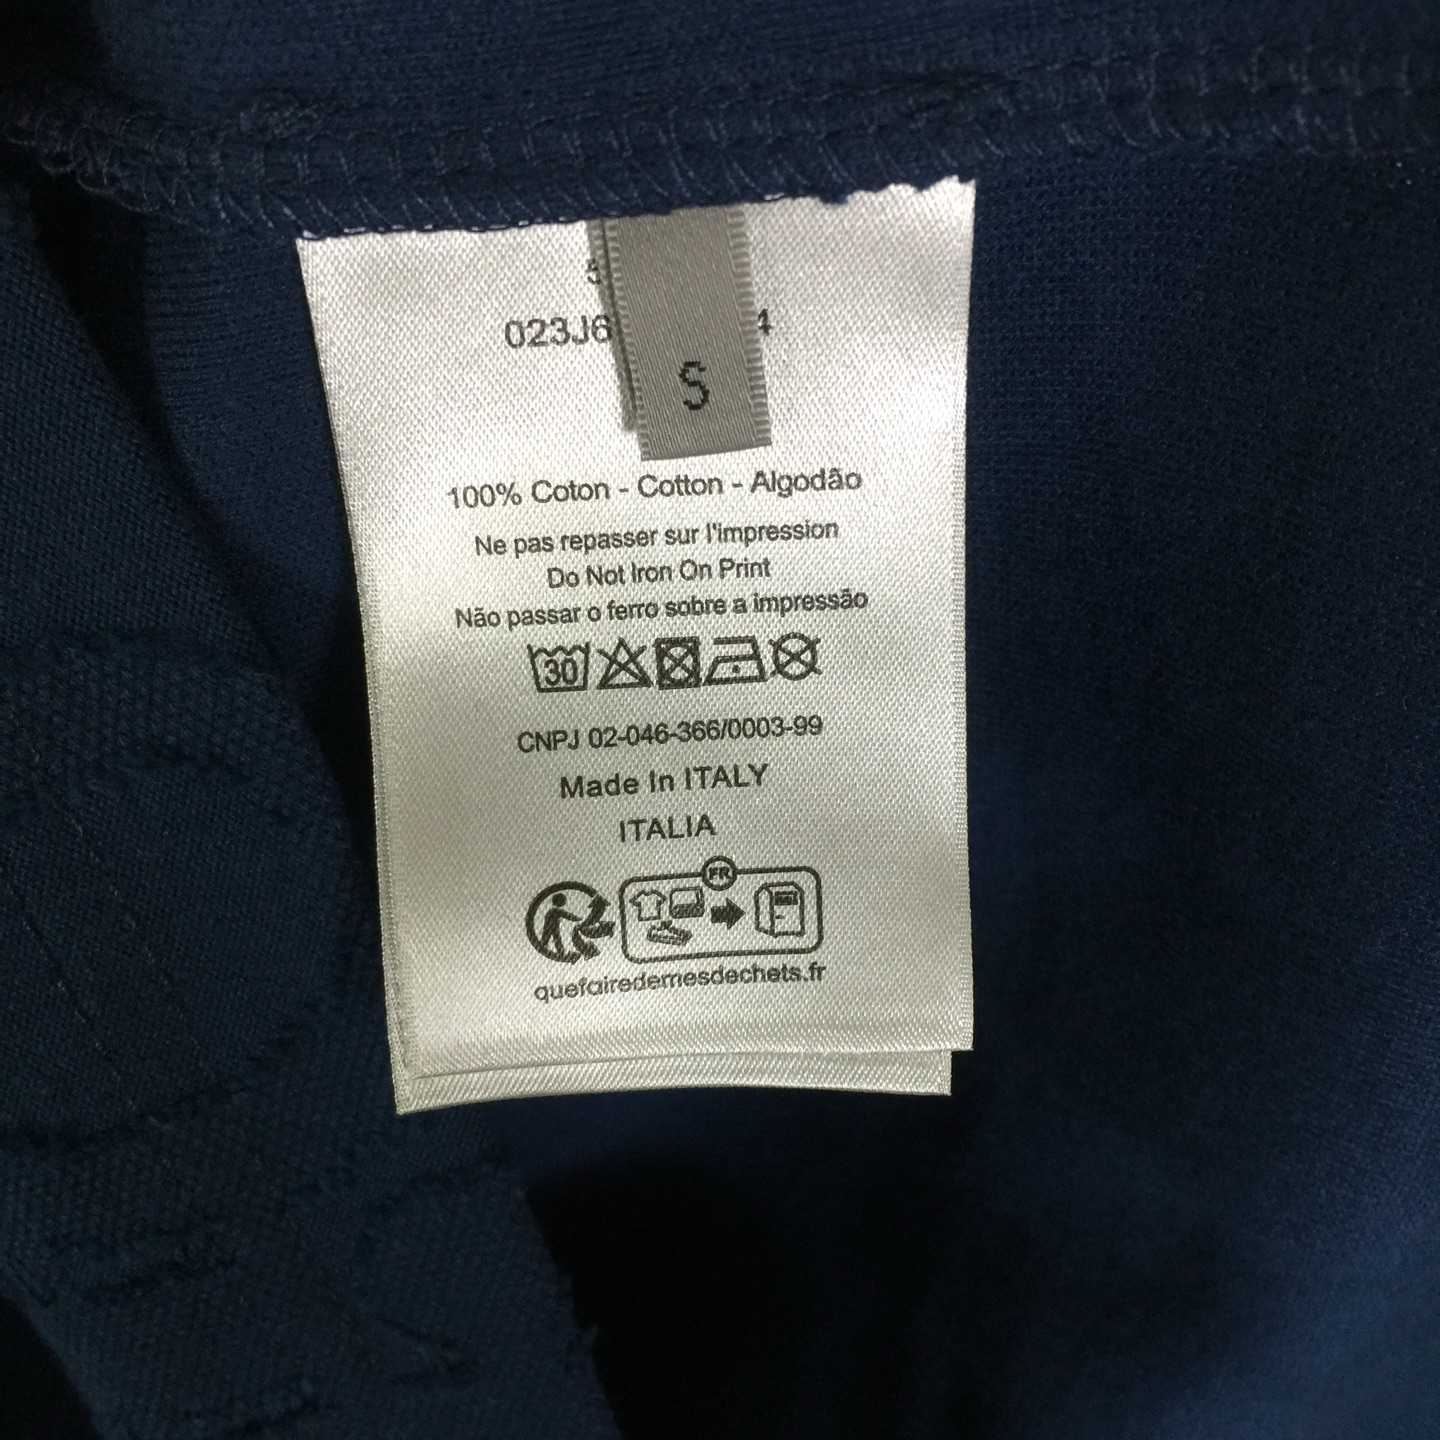 S
100% Coton - Cotton - Algodão
Ne pas repasser sur l'impression
Do Not Iron On Print
Não passar o ferro sobre a impressão
30
CNPJ 02-046-366/0003-99
Made In ITALY
ITALIA
FR
quefairedemesdechets.fr